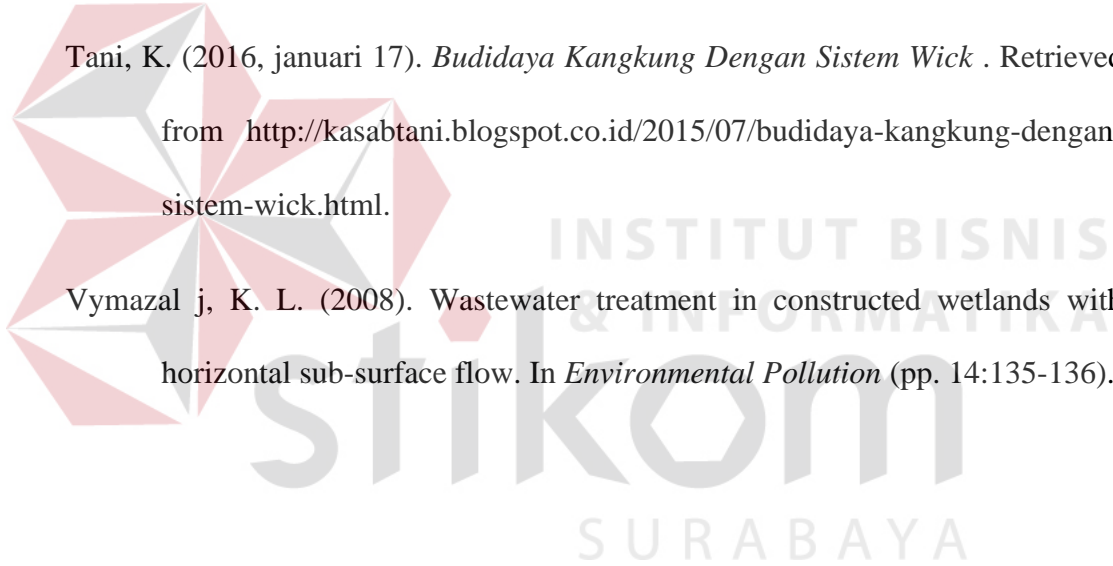 Tani, K. (2016, januari 17). Budidaya Kangkung Dengan Sistem Wick . Retrieved
from http://kasabtani.blogspot.co.id/2015/07/budidaya-kangkung-dengan
sistem-wick.html.
INSTITUT BISNIS
Vymazal j, K. L. (2008). Wastewater treatment in constructed wetlands with
& INFORMATIKA
horizontal sub-surface flow. In Environmental Pollution (pp. 14:135-136).
stikom
SURABAYA